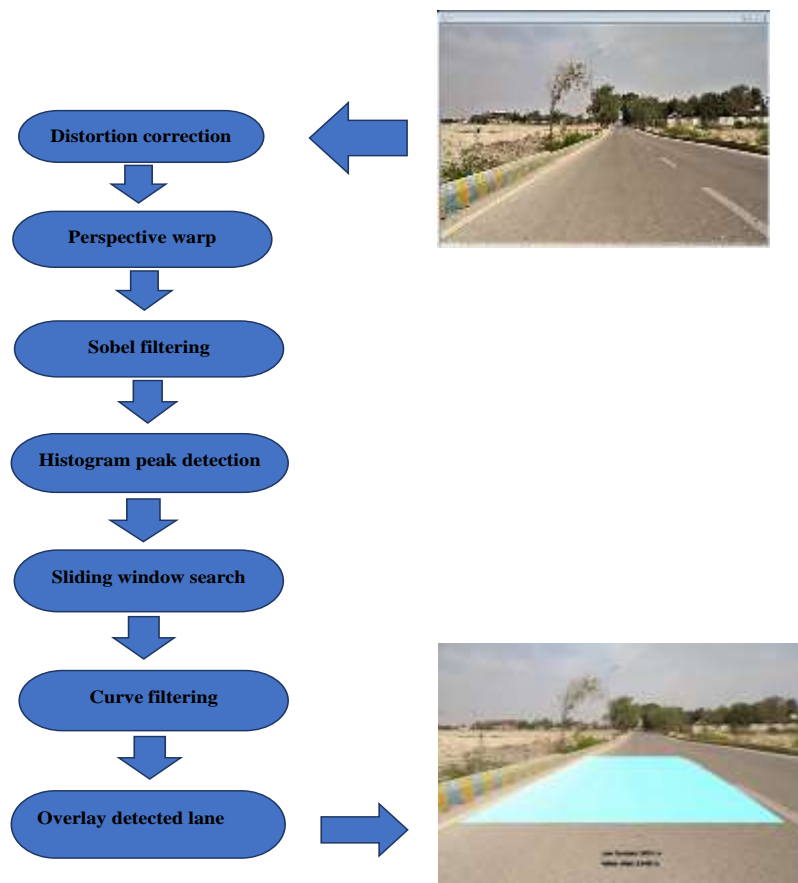 Distortion correction
Perspective warp
Sobel filtering
Histogram peak detection
Sliding window search
Curve filtering
Overlay detected lane